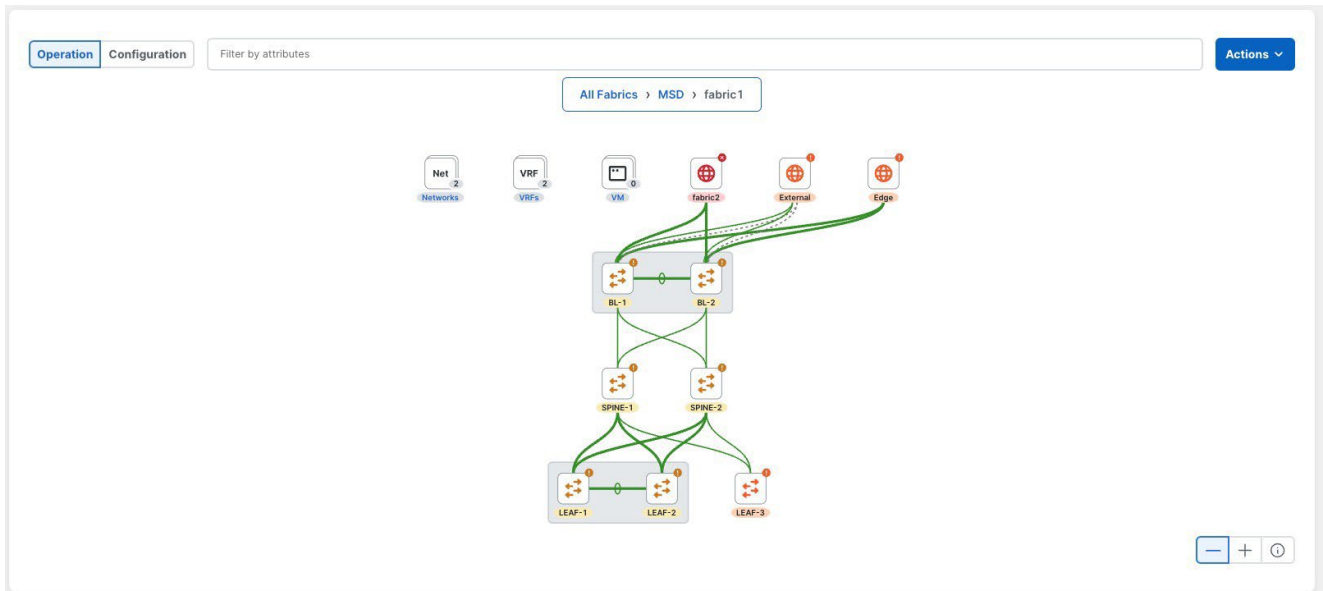 Operation Configuration Filter by attributes Actions
All Fabrics › MSD › fabric1
Net 2 VRF 2 0
Networks VRFs VM fabric2 External Edge
BL-1 BL-2
SPINE-1 SPINE-2
LEAF-1 LEAF-2 LEAF-3